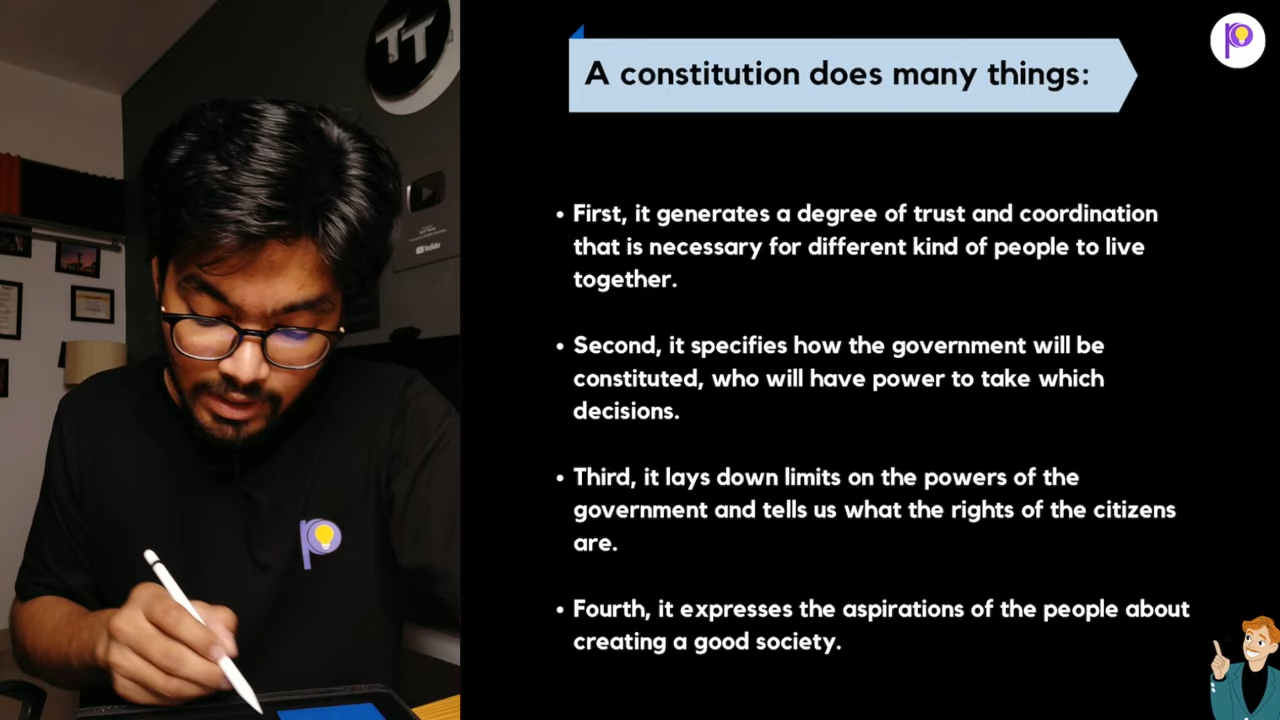 TT
A constitution does many things:
• First, it generates a degree of trust and coordination
that is necessary for different kind of people to live
together.
• Second, it specifies how the government will be
constituted, who will have power to take which
decisions.
• Third, it lays down limits on the powers of the
government and tells us what the rights of the citizens
are.
• Fourth, it expresses the aspirations of the people about
creating a good society.
YouTube
p
p